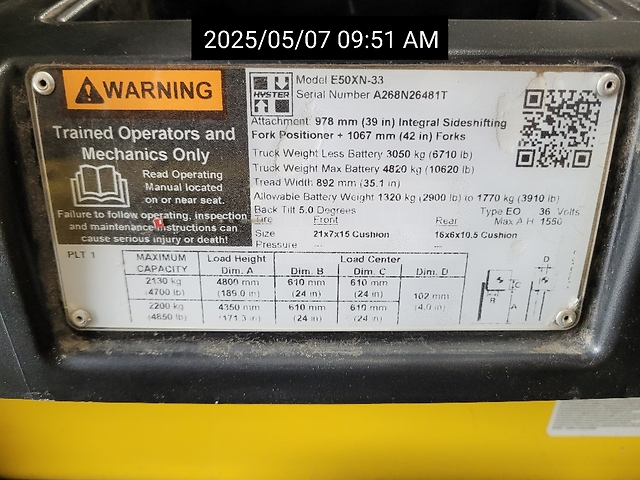 2025/05/07 09:51 AM
WARNING
Trained Operators and
Mechanics Only
Read Operating
Manual located
on or near seat.
Failure to follow operating, inspection
and maintenance instructions can
cause serious injury or death!
HYSTER
Model E50XN-33
Serial Number A268N26481T
Attachment 978 mm (39 in) Integral Sideshifting
Fork Positioner + 1067 mm (42 in) Forks
Truck Weight Less Battery 3050 kg (6710 lb)
Truck Weight Max Battery 4820 kg (10620 lb)
Tread Width: 892 mm (35.1 in)
Allowable Battery Weight 1320 kg (2900 lb) to 1770 kg (3910 lb)
Back Tilt 5.0 Degrees Type EO 36 Volts
Tire Front Rear Max A H 1550
Size 21x7x15 Cushion 16x6x10.5 Cushion
Pressure --- ---
PLT 1
MAXIMUM CAPACITY Load Height Load Center
Dim. A Dim. B Dim. C Dim. D
2130 kg 4800 mm 610 mm 610 mm
(4700 lb) (189.0 in) (24 in) (24 in)
102 mm
(4.0 in)
2200 kg 4350 mm 610 mm 610 mm
(4850 lb) (171.3 in) (24 in) (24 in)
D
C
B
A